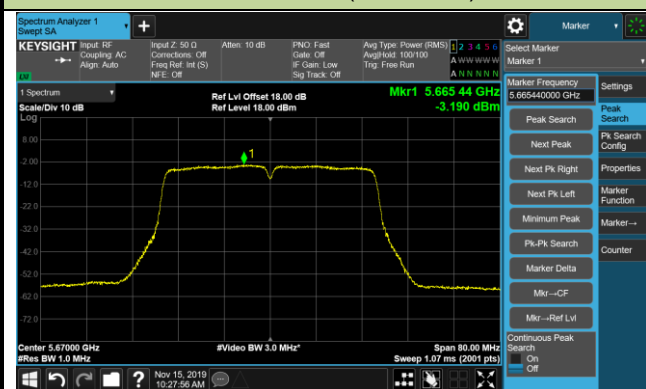 Spectrum Analyzer 1
Swept SA
Marker
KEYSIGHT
Input: RF
Coupling: AC
Align: Auto
Input Z: 50 Ω
Corrections: Off
Freq Ref: Int (S)
NFE: Off
Atten: 10 dB
PNO: Fast
Gate: Off
IF Gain: Low
Sig Track: Off
Avg Type: Power (RMS)
Avg|Hold: 100/100
Trig: Free Run
1 2 3 4 5 6
A W W W W W
A N N N N N
Select Marker
Marker 1
1 Spectrum
Scale/Div 10 dB
Log
Ref Lvl Offset 18.00 dB
Ref Level 18.00 dBm
Mkr1 5.665 44 GHz
-3.190 dBm
Marker Frequency
5.665440000 GHz
Settings
Peak Search
Peak
Search
Next Peak
Pk Search
Config
Next Pk Right
Properties
Next Pk Left
Marker
Function
Minimum Peak
Marker→
Pk-Pk Search
Counter
Marker Delta
Mkr→CF
Mkr→Ref Lvl
Continuous Peak
Search
On
Off
8.00
-2.00
-12.0
-22.0
-32.0
-42.0
-52.0
-62.0
-72.0
1
Center 5.67000 GHz
#Res BW 1.0 MHz
#Video BW 3.0 MHz*
Span 80.00 MHz
Sweep 1.07 ms (2001 pts)
Nov 15, 2019
10:27:56 AM